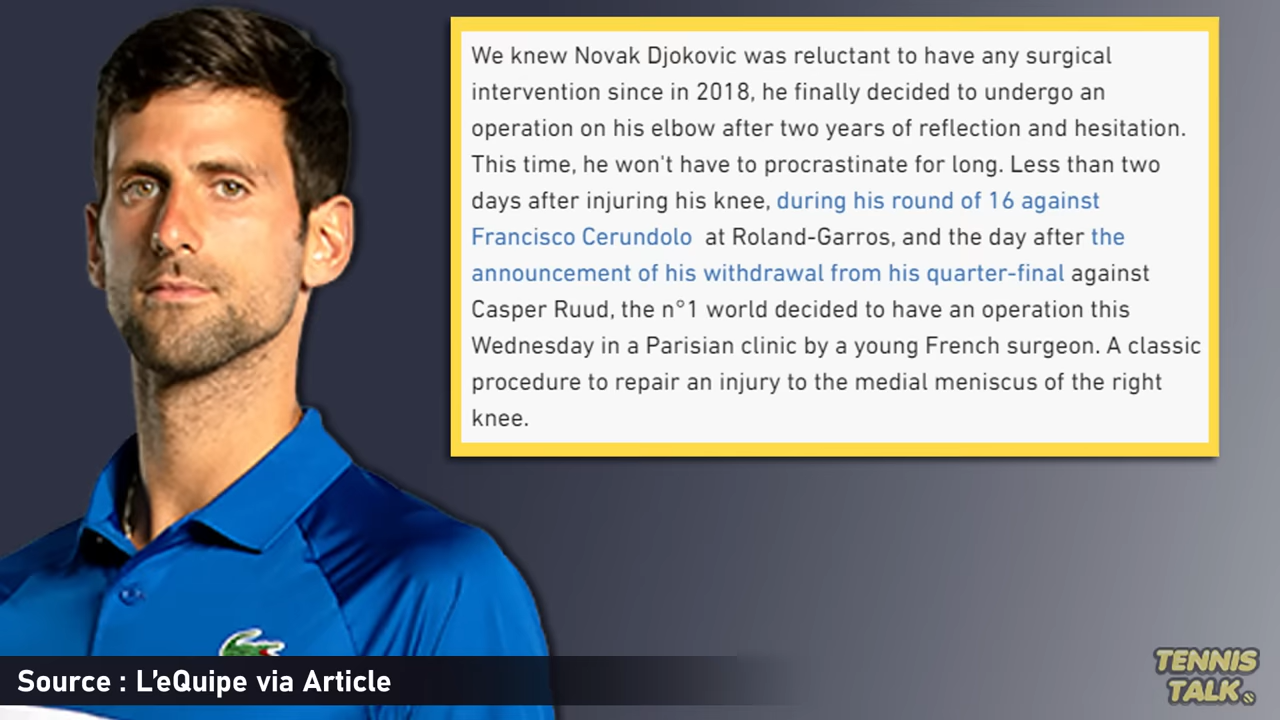 We knew Novak Djokovic was reluctant to have any surgical
intervention since in 2018, he finally decided to undergo an
operation on his elbow after two years of reflection and hesitation.
This time, he won't have to procrastinate for long. Less than two
days after injuring his knee, during his round of 16 against
Francisco Cerundolo at Roland-Garros, and the day after the
announcement of his withdrawal from his quarter-final against
Casper Ruud, the n°1 world decided to have an operation this
Wednesday in a Parisian clinic by a young French surgeon. A classic
procedure to repair an injury to the medial meniscus of the right
knee.
Source : L'eQuipe via Article
TENNIS
TALK